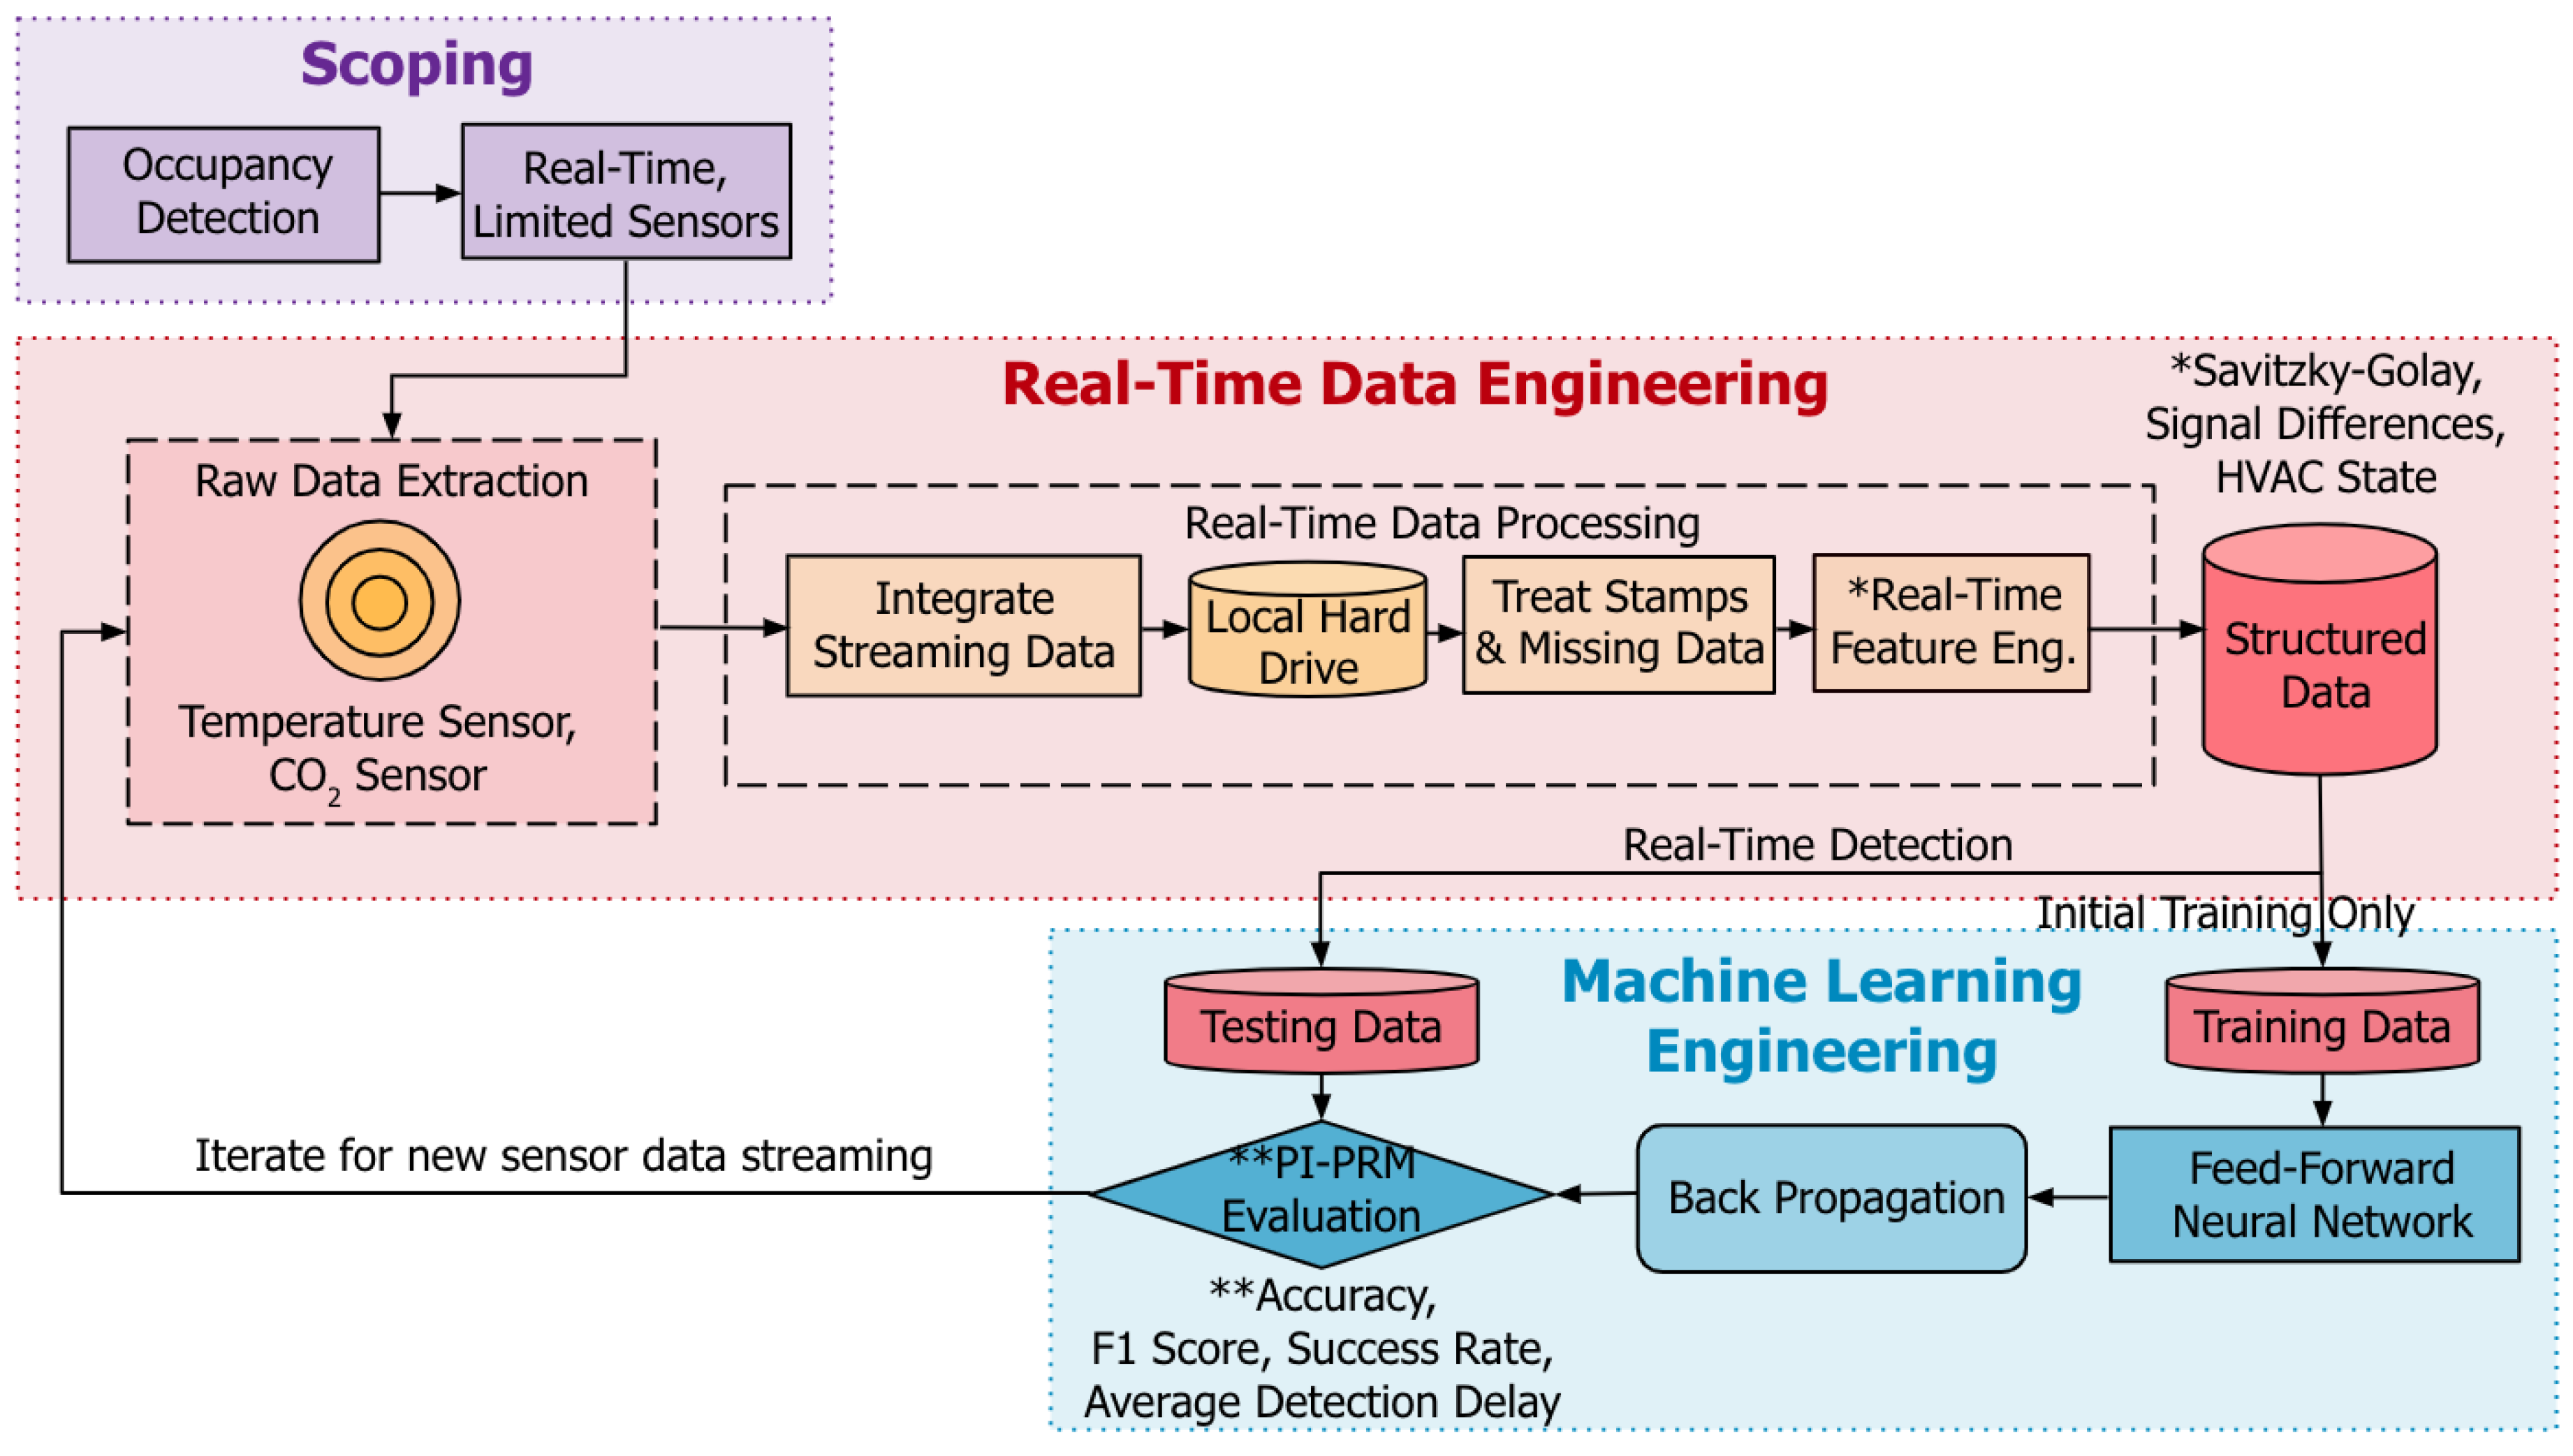 Scoping
Occupancy
Detection
Real-Time,
Limited Sensors
Real-Time Data Engineering
*Savitzky-Golay,
Signal Differences,
HVAC State
Raw Data Extraction
Temperature Sensor,
CO₂ Sensor
Real-Time Data Processing
Integrate
Streaming Data
Local Hard
Drive
Treat Stamps
& Missing Data
*Real-Time
Feature Eng.
Structured
Data
Real-Time Detection
Initial Training Only
Machine Learning
Engineering
Testing Data
Training Data
Iterate for new sensor data streaming
**PI-PRM
Evaluation
Back Propagation
Feed-Forward
Neural Network
**Accuracy,
F1 Score, Success Rate,
Average Detection Delay